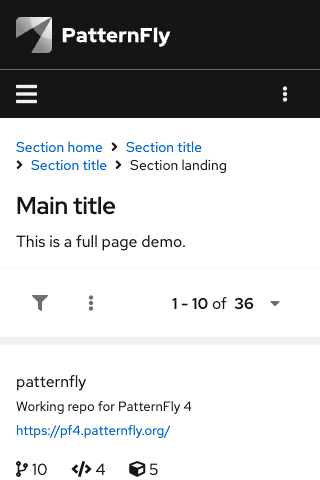 PatternFly
Section home Section title
Section title Section landing
Main title
This is a full page demo.
1 - 10 of 36
patternfly
Working repo for PatternFly 4
https://pf4.patternfly.org/
10 4 5